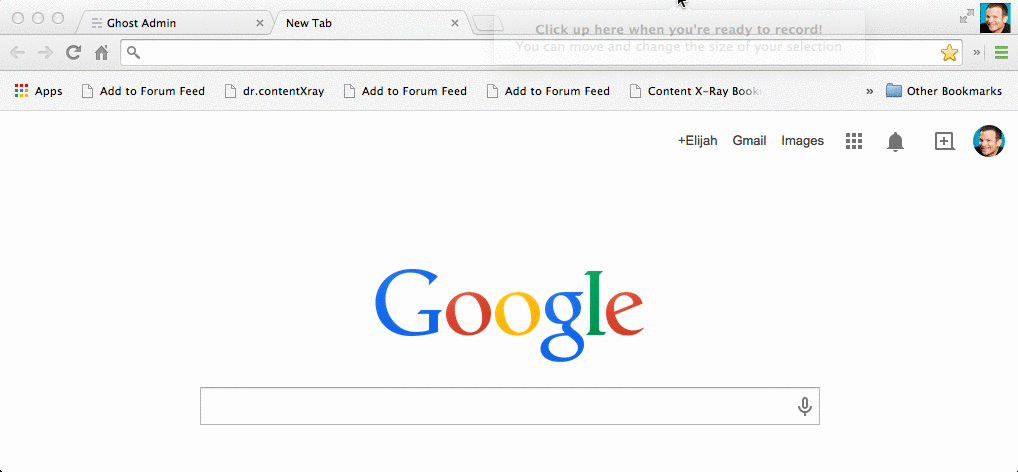 Ghost Admin
New Tab
Click up here when you're ready to record!
You can move and change the size of your selection
»
Apps
Add to Forum Feed
dr.contentXray
Add to Forum Feed
Add to Forum Feed
Content X-Ray Book
»
Other Bookmarks
+Elijah
Gmail
Images
Google